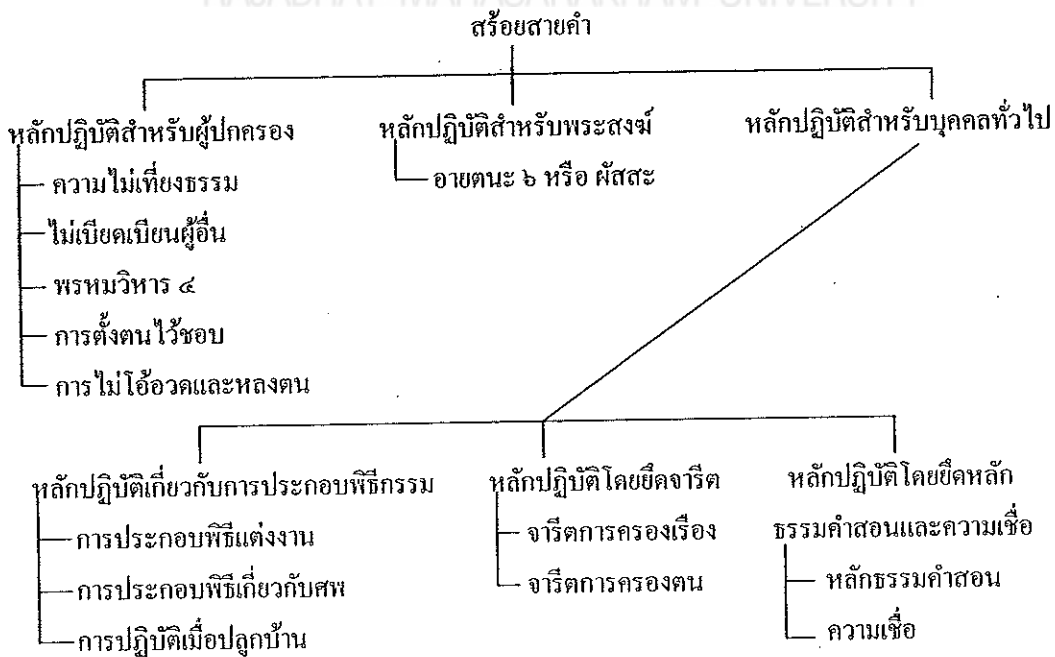 RAJABHAT MAHASARAKHAM UNIVERSITY
สร้อยสายคำ
หลักปฏิบัติสำหรับผู้ปกครอง
ความไม่เที่ยงธรรม
ไม่เบียดเบียนผู้อื่น
พรหมวิหาร ๔
การตั้งตนไว้ชอบ
การไม่โอ้อวดและหลงตน
หลักปฏิบัติสำหรับพระสงฆ์
อายตนะ ๖ หรือ ผัสสะ
หลักปฏิบัติสำหรับบุคคลทั่วไป
หลักปฏิบัติเกี่ยวกับการประกอบพิธีกรรม
การประกอบพิธีแต่งงาน
การประกอบพิธีเกี่ยวกับศพ
การปฏิบัติเมื่อปลูกบ้าน
หลักปฏิบัติโดยยึดจารีต
จารีตการครองเรือง
จารีตการครองตน
หลักปฏิบัติโดยยึดหลัก
ธรรมคำสอนและความเชื่อ
หลักธรรมคำสอน
ความเชื่อ